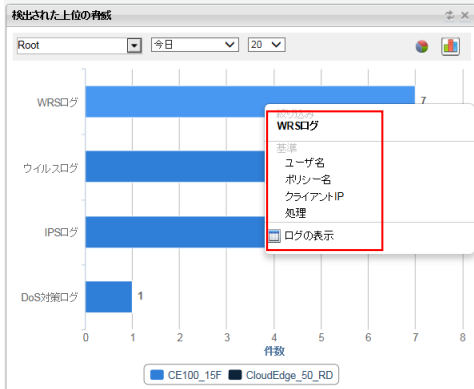 検出された上位の脅威
Root 今日 20
WRSログ 7
絞り込み
WRSログ
基準
ユーザ名
ポリシー名
クライアントIP
処理
ログの表示
ウイルスログ
IPSログ
DoS対策ログ 1
0 1 2 3 4 5 6 7 8
件数
CE100_15F CloudEdge_50_RD